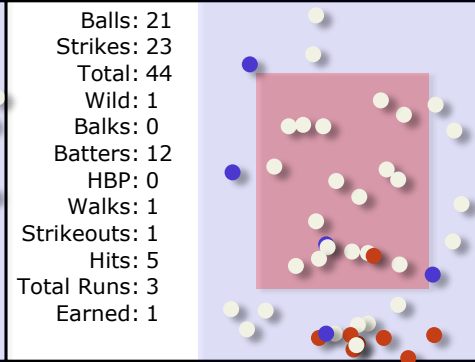 Balls: 21
Strikes: 23
Total: 44
Wild: 1
Balks: 0
Batters: 12
HBP: 0
Walks: 1
Strikeouts: 1
Hits: 5
Total Runs: 3
Earned: 1